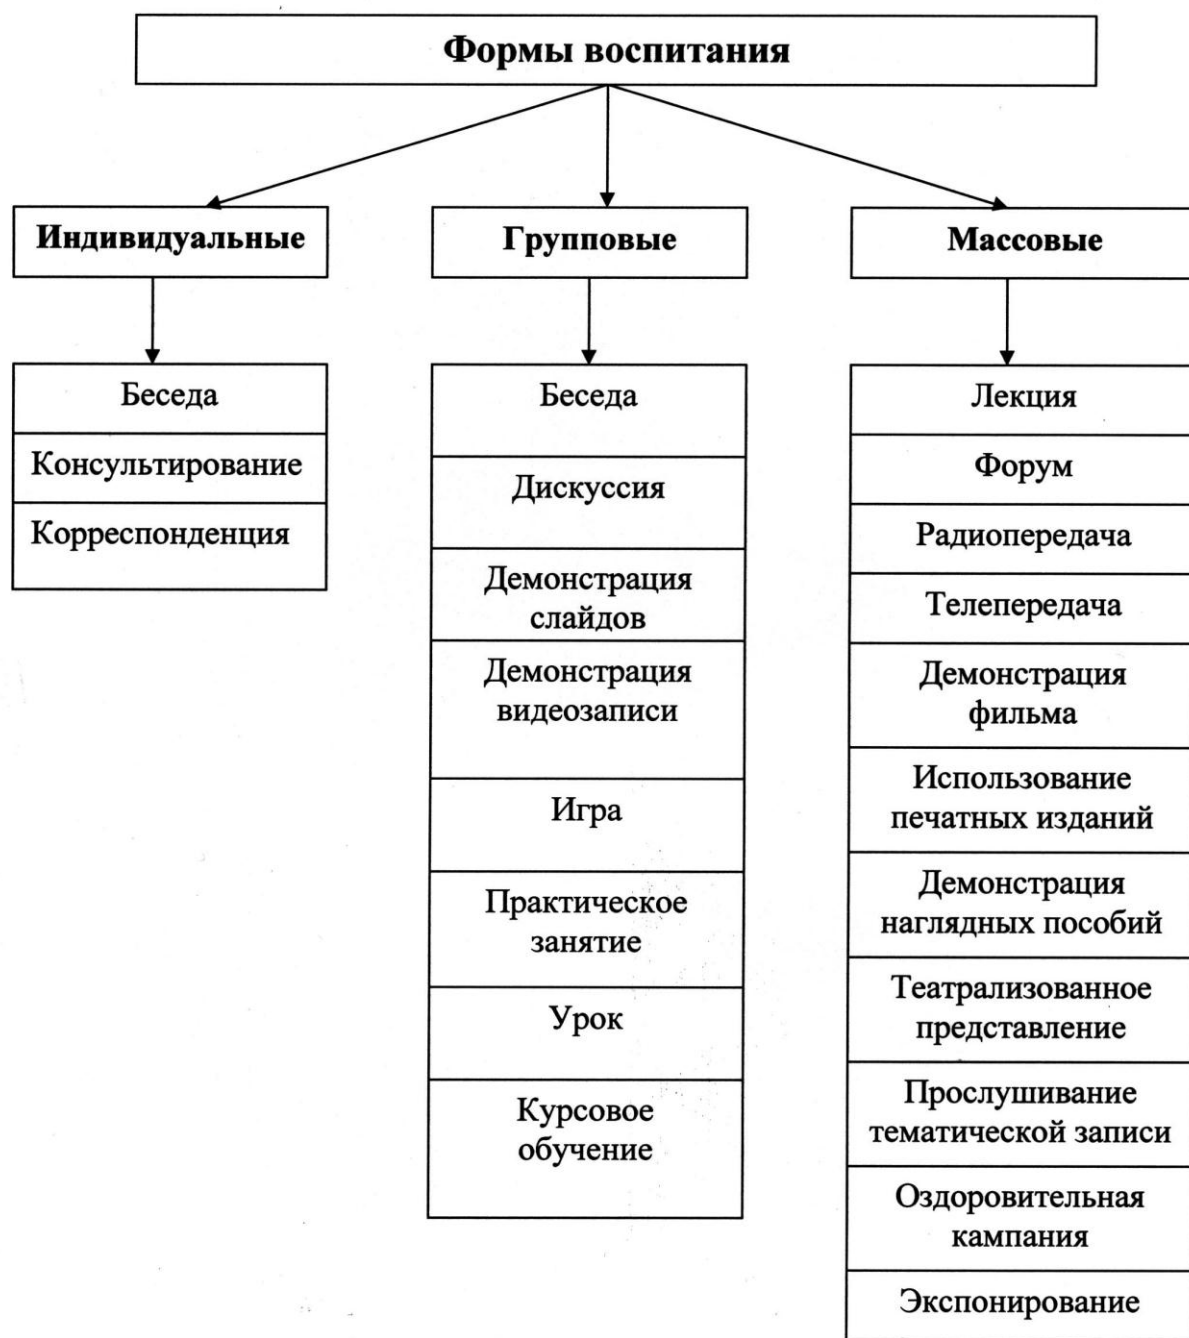 Формы воспитания
Индивидуальные
Групповые
Массовые
Беседа
Консультирование
Корреспонденция
Беседа
Дискуссия
Демонстрация
слайдов
Демонстрация
видеозаписи
Игра
Практическое
занятие
Урок
Курсовое
обучение
Лекция
Форум
Радиопередача
Телепередача
Демонстрация
фильма
Использование
печатных изданий
Демонстрация
наглядных пособий
Театрализованное
представление
Прослушивание
тематической записи
Оздоровительная
кампания
Экспонирование